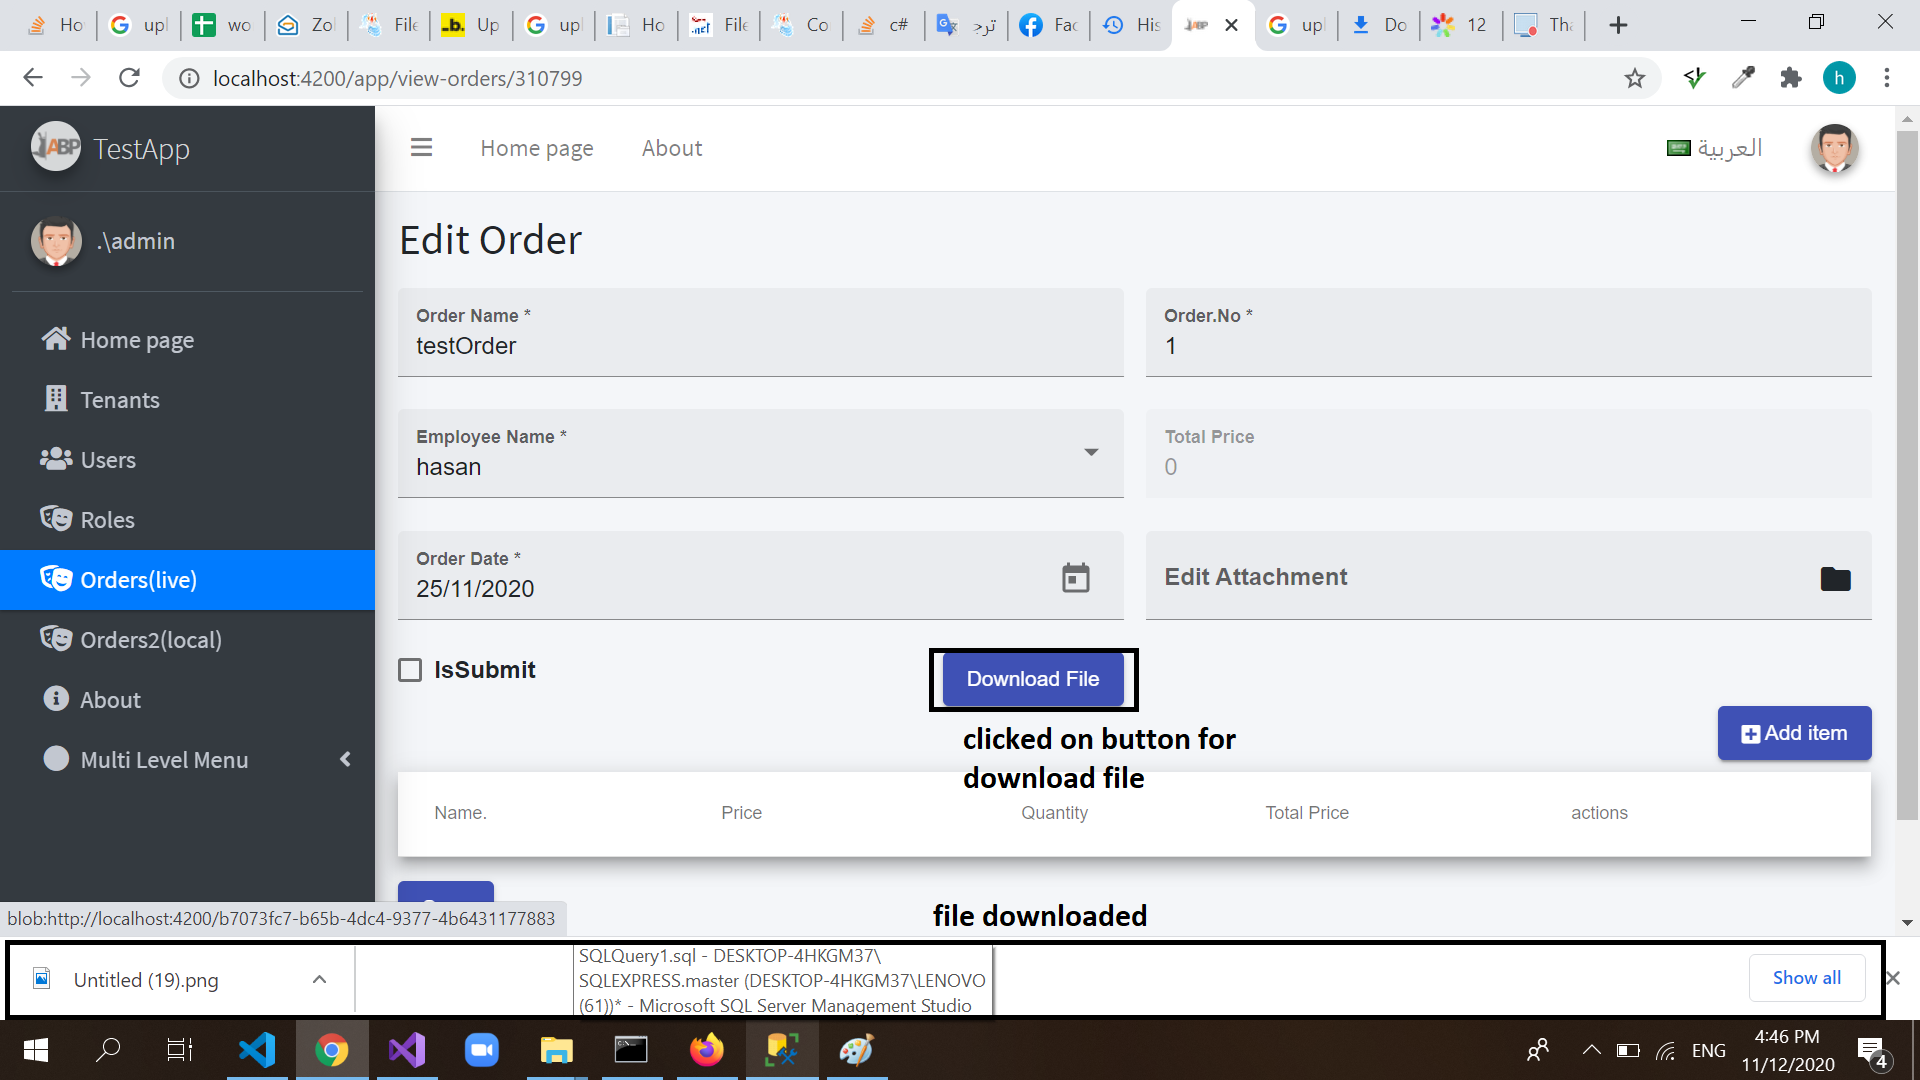 Ho
upl
wo
Zol
File
Up
upl
Ho
File
Co
c#
ترج
Fac
His
upl
Do
12
Tha
localhost:4200/app/view-orders/310799
h
ABP TestApp
Home page
About
العربية
.\admin
Edit Order
Home page
Tenants
Users
Roles
Orders(live)
Orders2(local)
About
Multi Level Menu
Order Name *
testOrder
Order.No *
1
Employee Name *
hasan
Total Price
0
Order Date *
25/11/2020
Edit Attachment
IsSubmit
Download File
clicked on button for
download file
Add item
Name. Price Quantity Total Price actions
file downloaded
blob:http://localhost:4200/b7073fc7-b65b-4dc4-9377-4b6431177883
Untitled (19).png
SQLQuery1.sql - DESKTOP-4HKGM37\
SQLEXPRESS.master (DESKTOP-4HKGM37\LENOVO
(61))* - Microsoft SQL Server Management Studio
Show all
ENG
4:46 PM
11/12/2020
4